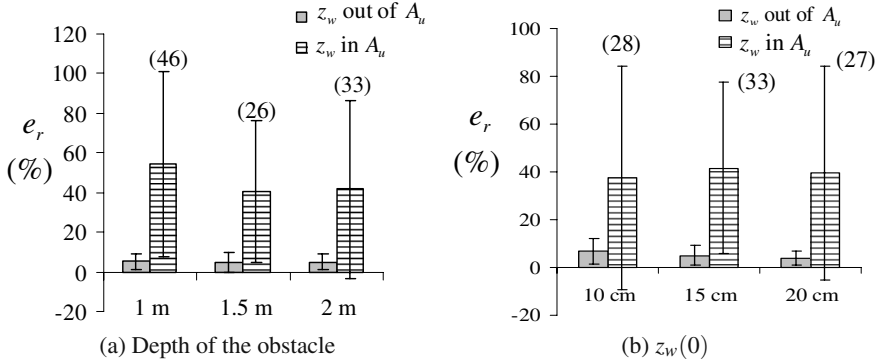 z_w out of A_u
z_w in A_u
120
100
80
60
40
20
0
-20
e_r
(%)
(46)
(26)
(33)
1 m 1.5 m 2 m
(a) Depth of the obstacle
z_w out of A_u
z_w in A_u
100
80
60
40
20
0
-20
e_r
(%)
(28)
(33)
(27)
10 cm 15 cm 20 cm
(b) z_w(0)